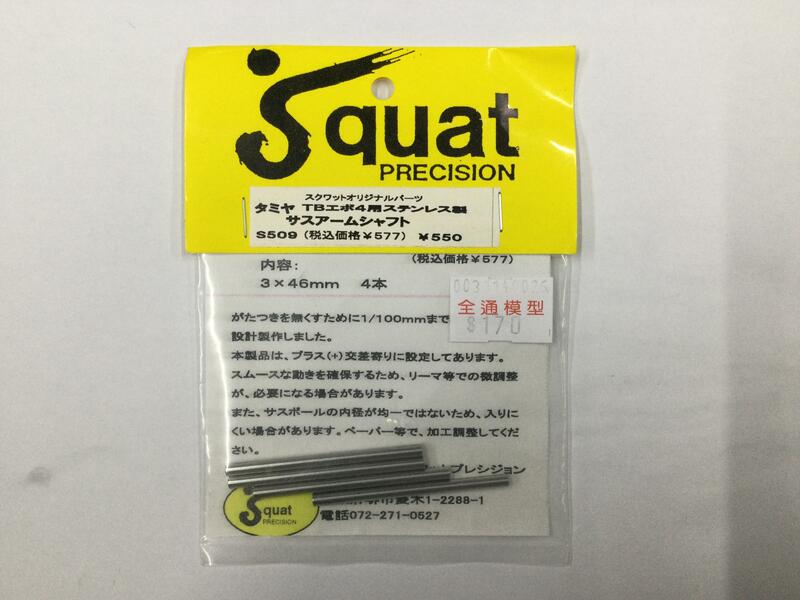 Squat
PRECISION
スクワットオリジナルパーツ
タミヤ TBエボ4用ステンレス製
サスアームシャフト
S509 (税込価格¥577) ¥550
(税込価格¥577)
内容:
3×46mm 4本
003
全通模型
$170
がたつきを無くすために1/100mmまで
設計製作しました。
本製品は、プラス(+)交差寄りに設定してあります。
スムースな動きを確保するため、リーマ等での微調整
が、必要になる場合があります。
また、サスボールの内径が均一ではないため、入りに
くい場合があります。ペーパー等で、加工調整してくだ
さい。
プレシジョン
1-2288-1
電話072-271-0527
Squat
PRECISION